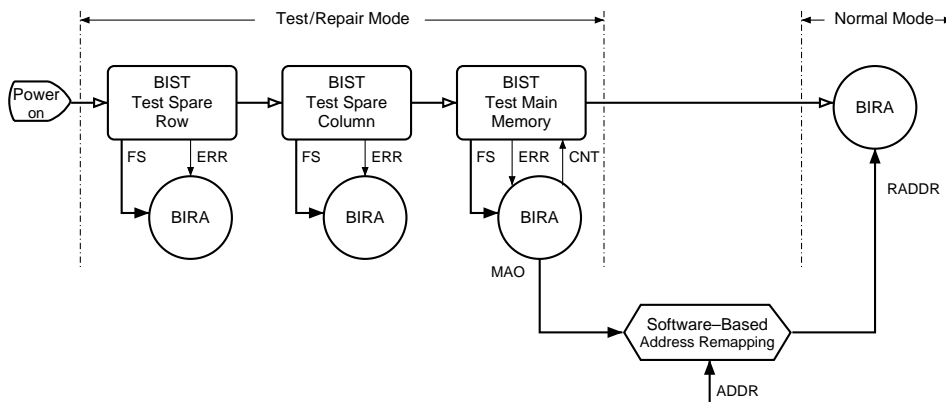 Test/Repair Mode
Normal Mode
Power
on
BIST
Test Spare
Row
BIST
Test Spare
Column
BIST
Test Main
Memory
BIRA
FS
ERR
FS
ERR
FS
ERR
CNT
BIRA
BIRA
BIRA
RADDR
MAO
Software–Based
Address Remapping
ADDR